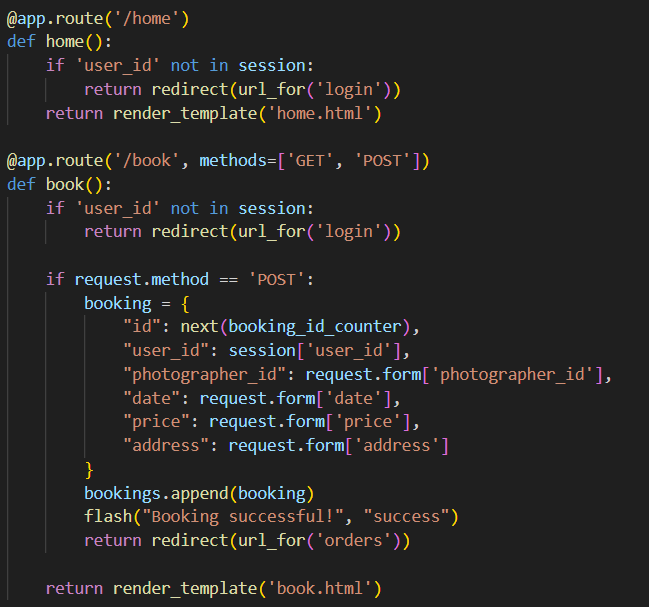 @app.route('/home')
def home():
    if 'user_id' not in session:
        return redirect(url_for('login'))
    return render_template('home.html')

@app.route('/book', methods=['GET', 'POST'])
def book():
    if 'user_id' not in session:
        return redirect(url_for('login'))

    if request.method == 'POST':
        booking = {
            "id": next(booking_id_counter),
            "user_id": session['user_id'],
            "photographer_id": request.form['photographer_id'],
            "date": request.form['date'],
            "price": request.form['price'],
            "address": request.form['address']
        }
        bookings.append(booking)
        flash("Booking successful!", "success")
        return redirect(url_for('orders'))

    return render_template('book.html')